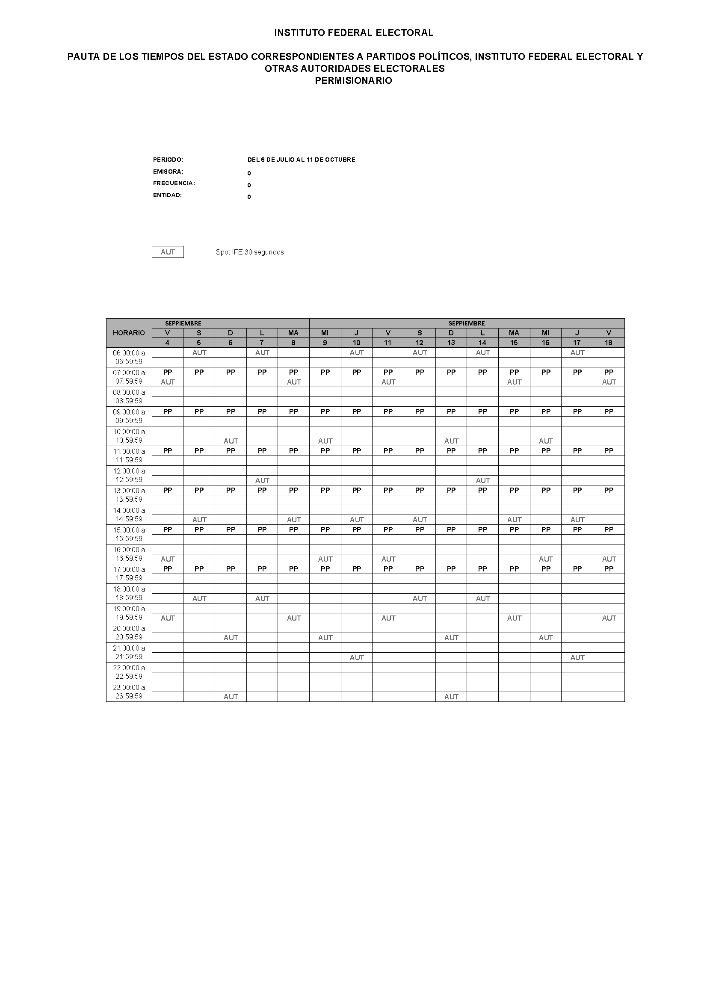 INSTITUTO FEDERAL ELECTORAL
PAUTA DE LOS TIEMPOS DEL ESTADO CORRESPONDIENTES A PARTIDOS POLÍTICOS, INSTITUTO FEDERAL ELECTORAL Y
OTRAS AUTORIDADES ELECTORALES
PERMISIONARIO
PERIODO: DEL 6 DE JULIO AL 11 DE OCTUBRE
EMISORA: 0
FRECUENCIA: 0
ENTIDAD: 0
AUT Spot IFE 30 segundos
SEPPIEMBRE SEPPIEMBRE
HORARIO V S D L MA MI J V S D L MA MI J V
4 5 6 7 8 9 10 11 12 13 14 15 16 17 18
06:00:00 a AUT AUT AUT AUT AUT AUT
06:59:59
07:00:00 a PP PP PP PP PP PP PP PP PP PP PP PP PP PP PP
07:59:59 AUT AUT AUT AUT AUT
08:00:00 a
08:59:59
09:00:00 a PP PP PP PP PP PP PP PP PP PP PP PP PP PP PP
09:59:59
10:00:00 a
10:59:59 AUT AUT AUT AUT
11:00:00 a PP PP PP PP PP PP PP PP PP PP PP PP PP PP PP
11:59:59
12:00:00 a
12:59:59 AUT AUT
13:00:00 a PP PP PP PP PP PP PP PP PP PP PP PP PP PP PP
13:59:59
14:00:00 a
14:59:59 AUT AUT AUT AUT AUT AUT
15:00:00 a PP PP PP PP PP PP PP PP PP PP PP PP PP PP PP
15:59:59
16:00:00 a
16:59:59 AUT AUT AUT AUT AUT
17:00:00 a PP PP PP PP PP PP PP PP PP PP PP PP PP PP PP
17:59:59
18:00:00 a
18:59:59 AUT AUT AUT AUT
19:00:00 a
19:59:59 AUT AUT AUT AUT AUT
20:00:00 a
20:59:59 AUT AUT AUT AUT
21:00:00 a
21:59:59 AUT AUT
22:00:00 a
22:59:59
23:00:00 a
23:59:59 AUT AUT